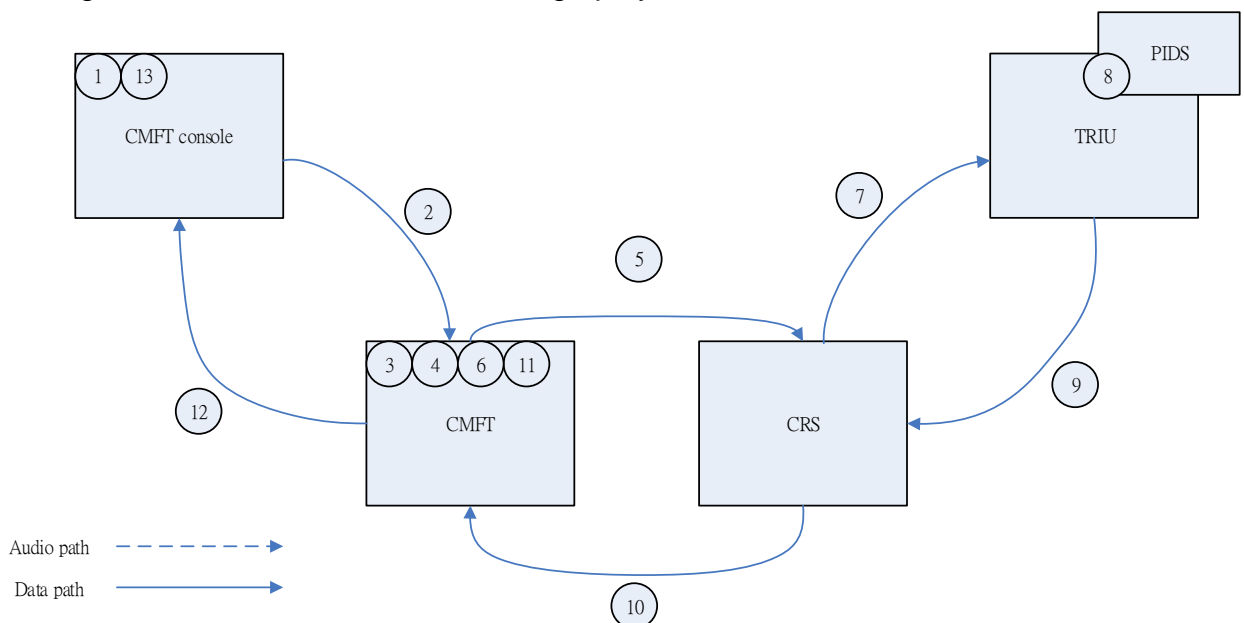 PIDS
1 13
8
CMFT console
TRIU
2
7
5
3 4 6 11
12
9
CMFT
CRS
Audio path
Data path
10